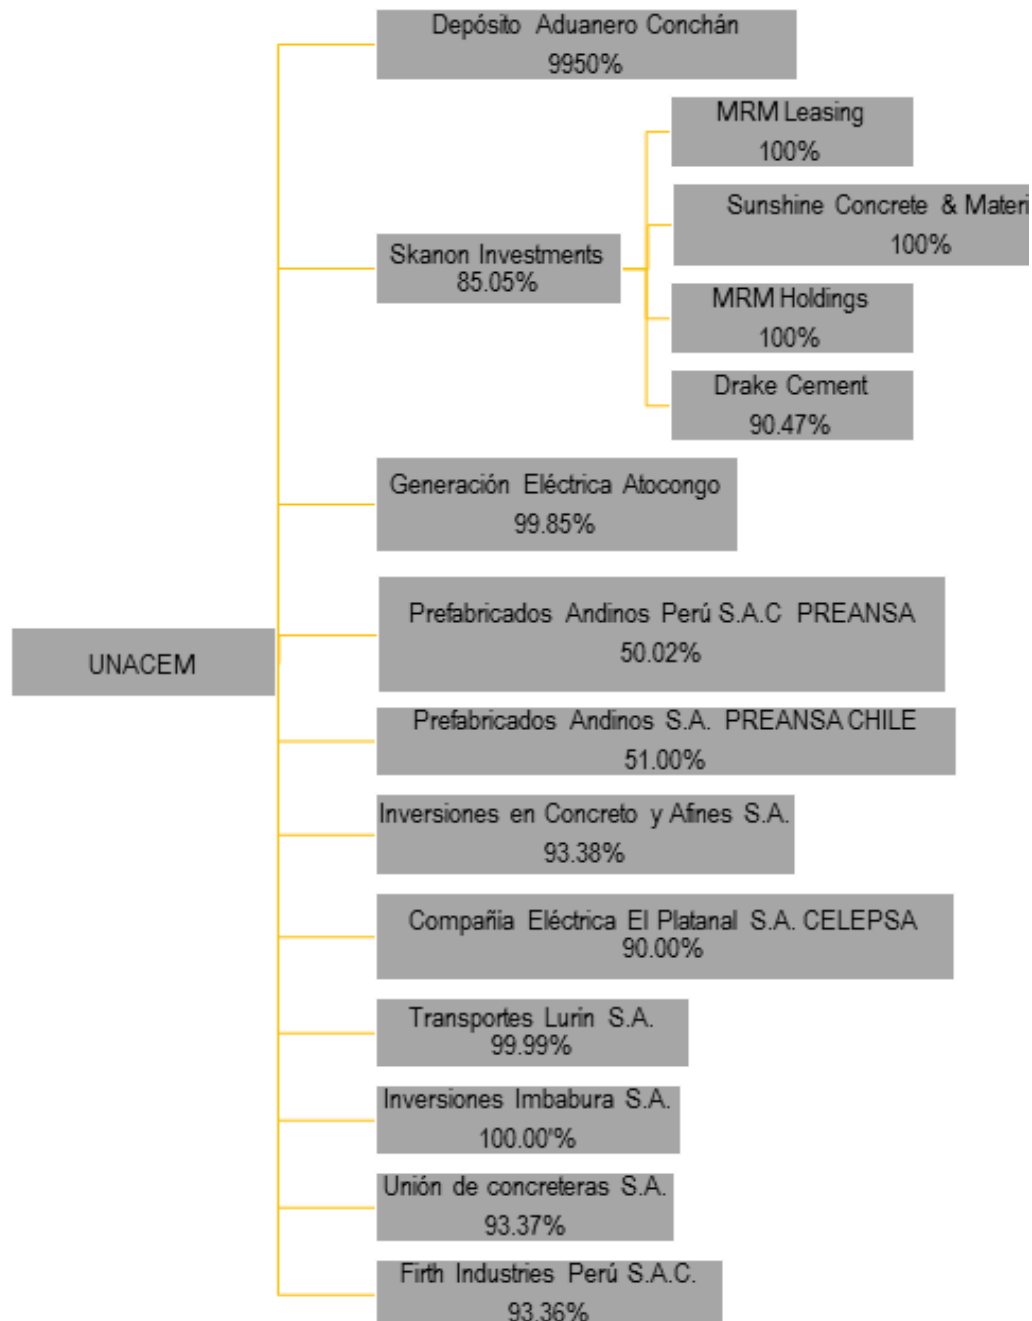 Depósito Aduanero Conchán
9950%
MRM Leasing
100%
Sunshine Concrete & Materi
100%
Skanon Investments
85.05%
MRM Holdings
100%
Drake Cement
90.47%
Generación Eléctrica Atocongo
99.85%
Prefabricados Andinos Perú S.A.C PREANSA
50.02%
UNACEM
Prefabricados Andinos S.A. PREANSA CHILE
51.00%
Inversiones en Concreto y Afines S.A.
93.38%
Compañia Eléctrica El Platanal S.A. CELEPSA
90.00%
Transportes Lurin S.A.
99.99%
Inversiones Imbabura S.A.
100.00'%
Unión de concreteras S.A.
93.37%
Firth Industries Perú S.A.C.
93.36%